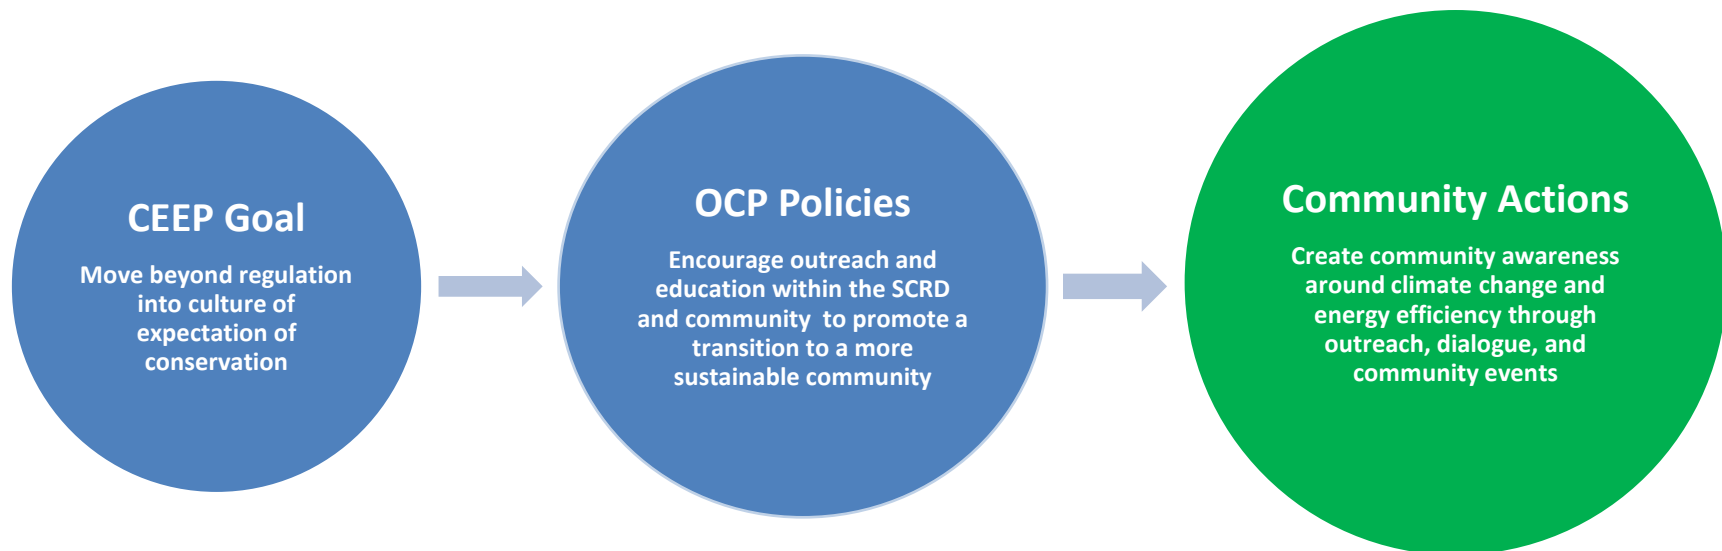 CEEP Goal
Move beyond regulation
into culture of
expectation of
conservation
OCP Policies
Encourage outreach and
education within the SCRD
and community  to promote a
transition to a more
sustainable community
Community Actions
Create community awareness
around climate change and
energy efficiency through
outreach, dialogue, and
community events